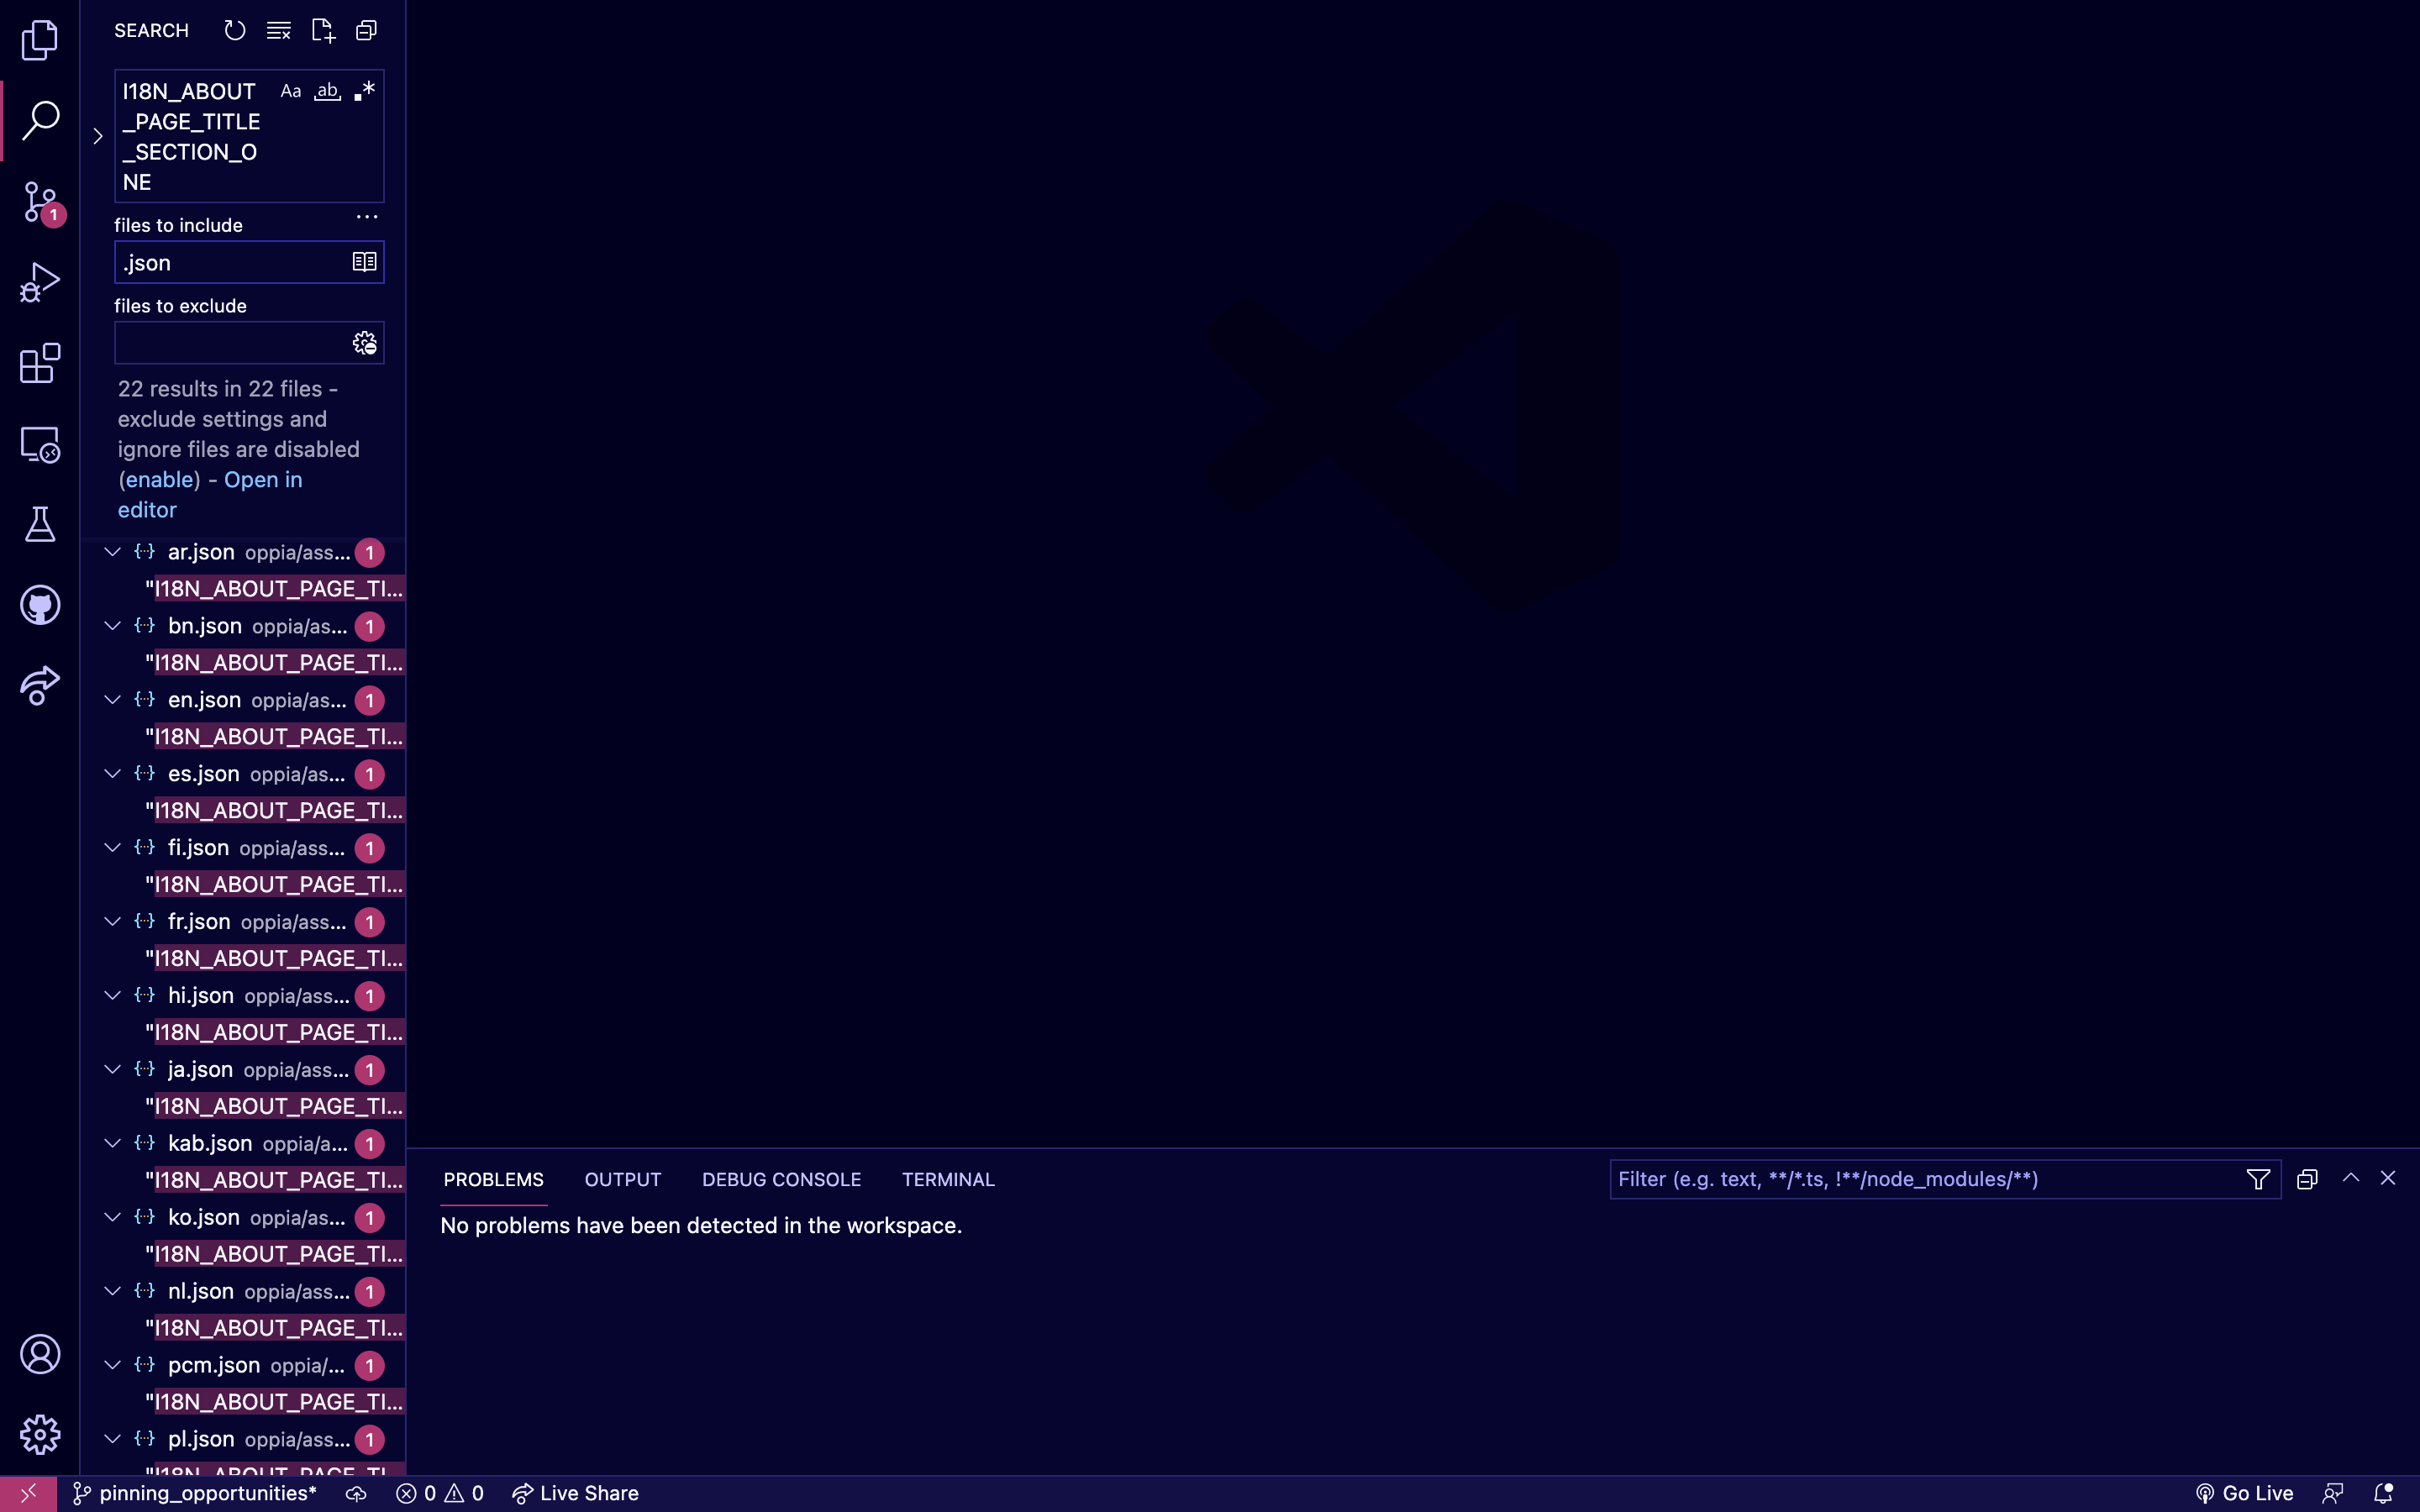 SEARCH
I18N_ABOUT
_PAGE_TITLE
_SECTION_O
NE
Aa
ab
.*
files to include
...
.json
files to exclude
22 results in 22 files -
exclude settings and
ignore files are disabled
(enable) - Open in
editor
ar.json oppia/ass... 1
"I18N_ABOUT_PAGE_TI...
bn.json oppia/as... 1
"I18N_ABOUT_PAGE_TI...
en.json oppia/as... 1
"I18N_ABOUT_PAGE_TI...
es.json oppia/as... 1
"I18N_ABOUT_PAGE_TI...
fi.json oppia/ass... 1
"I18N_ABOUT_PAGE_TI...
fr.json oppia/ass... 1
"I18N_ABOUT_PAGE_TI...
hi.json oppia/ass... 1
"I18N_ABOUT_PAGE_TI...
ja.json oppia/ass... 1
"I18N_ABOUT_PAGE_TI...
kab.json oppia/a... 1
"I18N_ABOUT_PAGE_TI...
ko.json oppia/as... 1
"I18N_ABOUT_PAGE_TI...
nl.json oppia/ass... 1
"I18N_ABOUT_PAGE_TI...
pcm.json oppia/... 1
"I18N_ABOUT_PAGE_TI...
pl.json oppia/ass... 1
"I18N_ABOUT_PAGE_TI...
1
PROBLEMS OUTPUT DEBUG CONSOLE TERMINAL
Filter (e.g. text, **/*.ts, !**/node_modules/**)
No problems have been detected in the workspace.
pinning_opportunities* 0 0 Live Share
Go Live